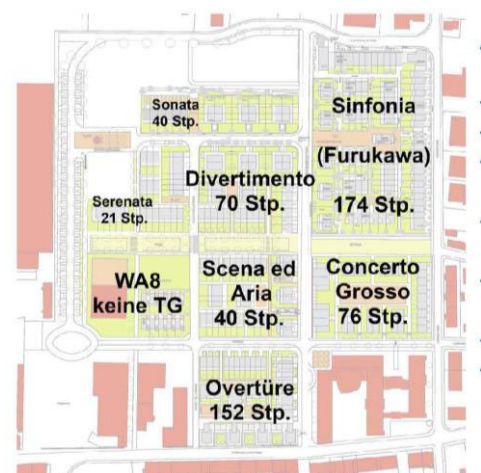 Sonata
40 Stp.
Sinfonia
(Furukawa)
174 Stp.
Divertimento
70 Stp.
Serenata
21 Stp.
WA8
keine TG
Scena ed
Aria
40 Stp.
Concerto
Grosso
76 Stp.
Overtüre
152 Stp.